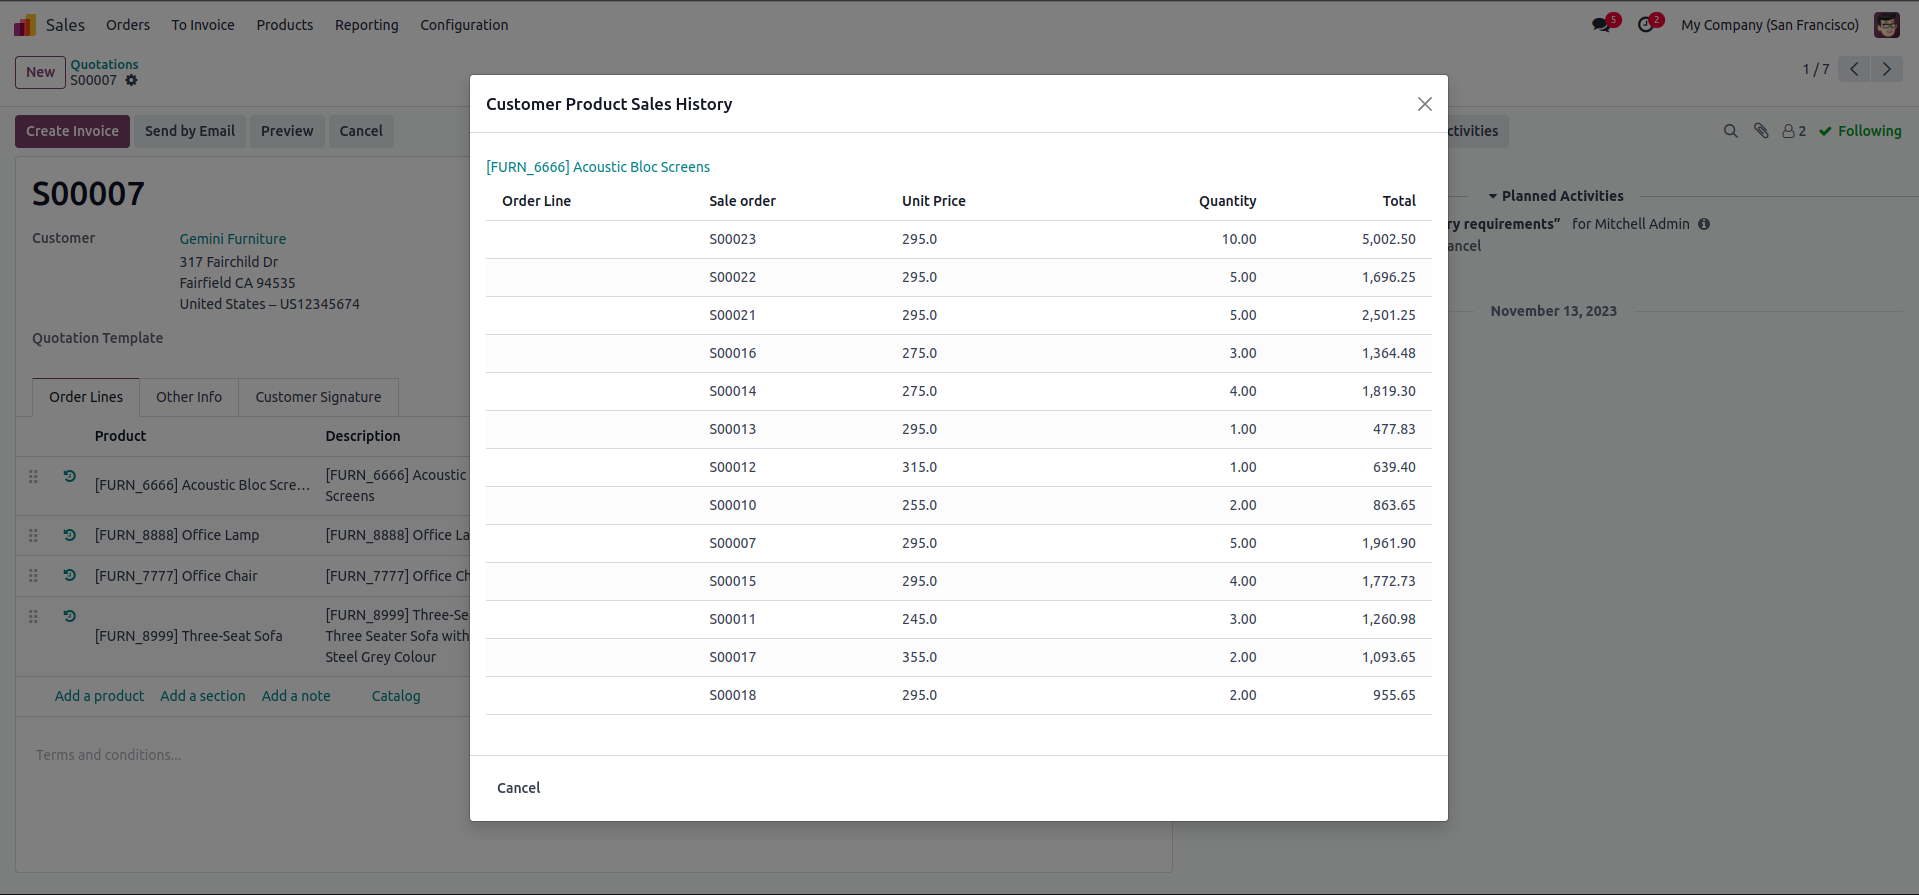 Sales Orders To Invoice Products Reporting Configuration 5 2 My Company (San Francisco)
New Quotations
S00007 1 / 7
Create Invoice Send by Email Preview Cancel ctivities 2 Following
S00007
Customer Gemini Furniture
317 Fairchild Dr
Fairfield CA 94535
United States – US12345674
Quotation Template
Order Lines Other Info Customer Signature
Product Description
[FURN_6666] Acoustic Bloc Scre... [FURN_6666] Acoustic
Screens
[FURN_8888] Office Lamp [FURN_8888] Office La
[FURN_7777] Office Chair [FURN_7777] Office Ch
[FURN_8999] Three-Seat Sofa [FURN_8999] Three-Se
Three Seater Sofa with
Steel Grey Colour
Add a product Add a section Add a note Catalog
Terms and conditions...
Customer Product Sales History
[FURN_6666] Acoustic Bloc Screens
Order Line Sale order Unit Price Quantity Total
S00023 295.0 10.00 5,002.50
S00022 295.0 5.00 1,696.25
S00021 295.0 5.00 2,501.25
S00016 275.0 3.00 1,364.48
S00014 275.0 4.00 1,819.30
S00013 295.0 1.00 477.83
S00012 315.0 1.00 639.40
S00010 255.0 2.00 863.65
S00007 295.0 5.00 1,961.90
S00015 295.0 4.00 1,772.73
S00011 245.0 3.00 1,260.98
S00017 355.0 2.00 1,093.65
S00018 295.0 2.00 955.65
Cancel
Planned Activities
ry requirements” for Mitchell Admin
ancel
November 13, 2023